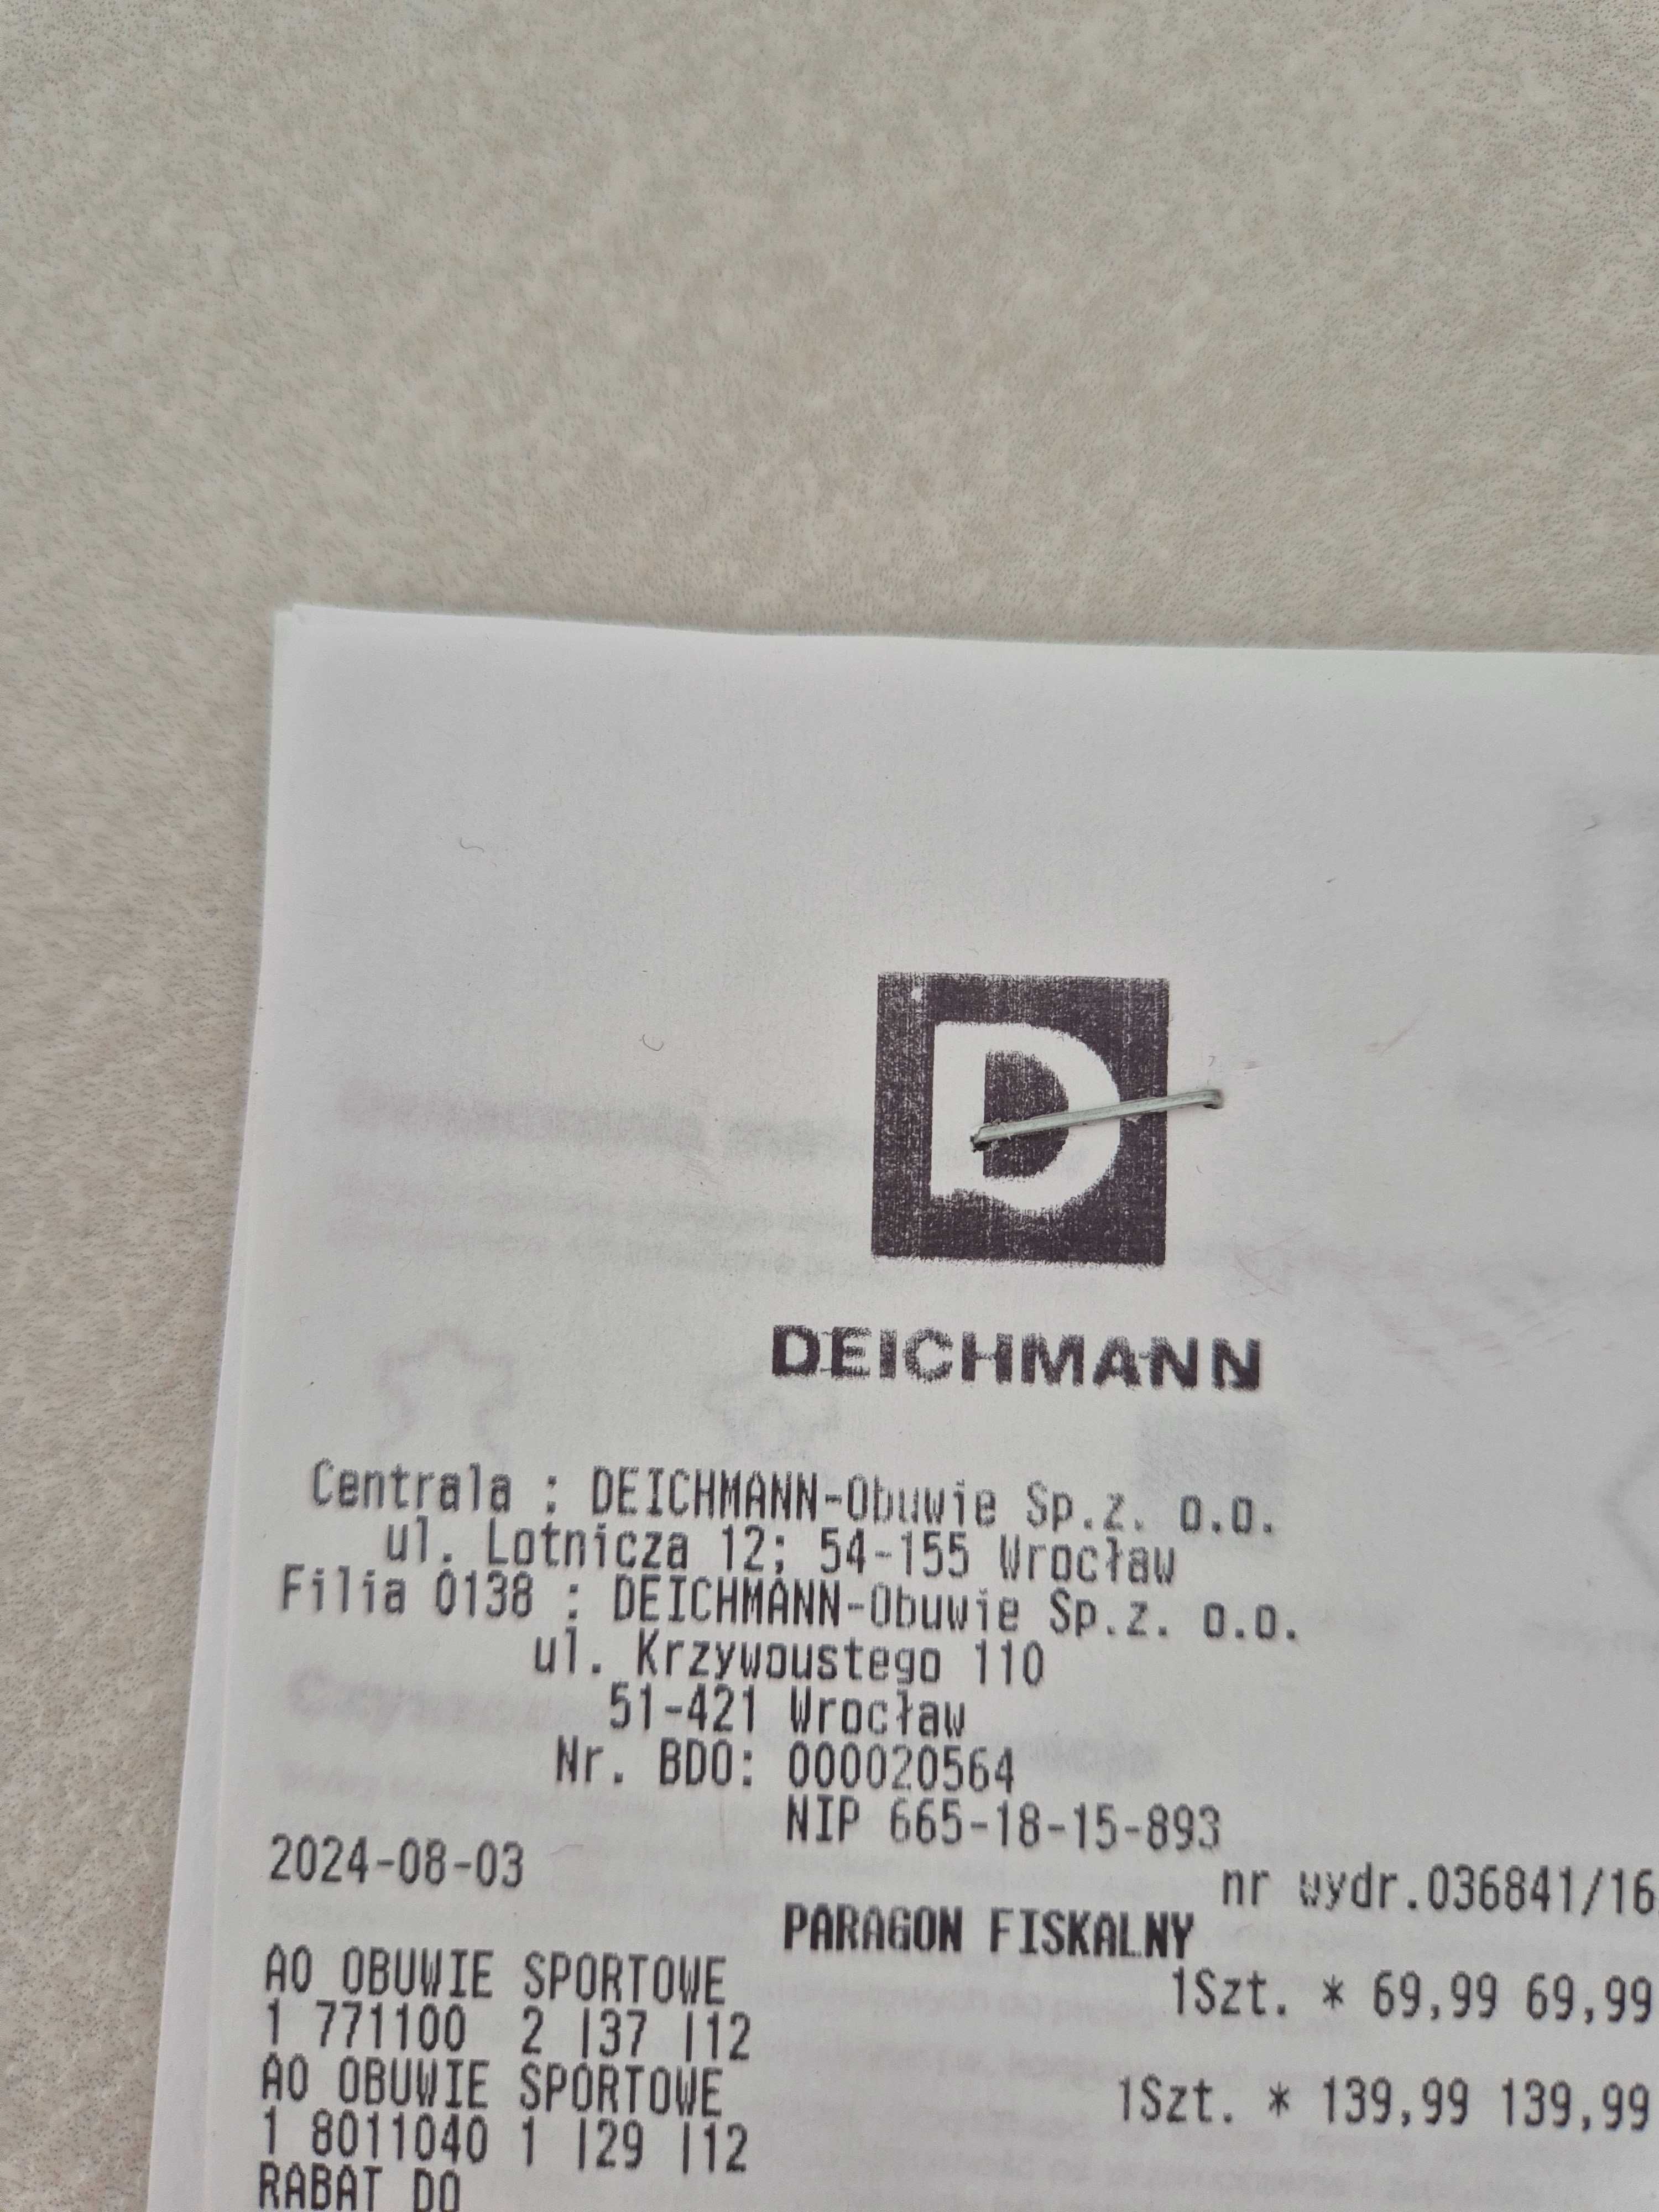 D
DEICHMANN
Centrala : DEICHMANN-Obuwie Sp.z. o.o.
ul. Lotnicza 12; 54-155 Wrocław
Filia 0138 : DEICHMANN-Obuwie Sp.z. o.o.
ul. Krzywoustego 110
51-421 Wrocław
Nr. BDO: 000020564
NIP 665-18-15-893
2024-08-03 nr wydr.036841/16
PARAGON FISKALNY
AO OBUWIE SPORTOWE 1Szt. * 69,99 69,99
1 771100 2 |37 |12
AO OBUWIE SPORTOWE 1Szt. * 139,99 139,99
1 8011040 1 |29 |12
RABAT DO